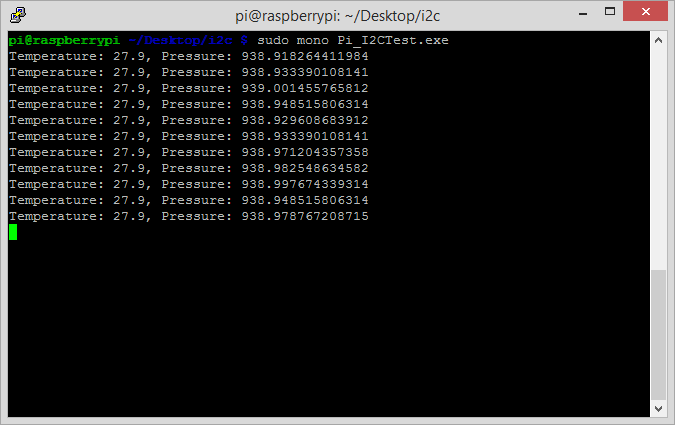 pi@raspberrypi: ~/Desktop/i2c
pi@raspberrypi ~/Desktop/i2c $ sudo mono Pi_I2CTest.exe
Temperature: 27.9, Pressure: 938.918264411984
Temperature: 27.9, Pressure: 938.933390108141
Temperature: 27.9, Pressure: 939.001455765812
Temperature: 27.9, Pressure: 938.948515806314
Temperature: 27.9, Pressure: 938.929608683912
Temperature: 27.9, Pressure: 938.933390108141
Temperature: 27.9, Pressure: 938.971204357358
Temperature: 27.9, Pressure: 938.982548634582
Temperature: 27.9, Pressure: 938.997674339314
Temperature: 27.9, Pressure: 938.948515806314
Temperature: 27.9, Pressure: 938.978767208715